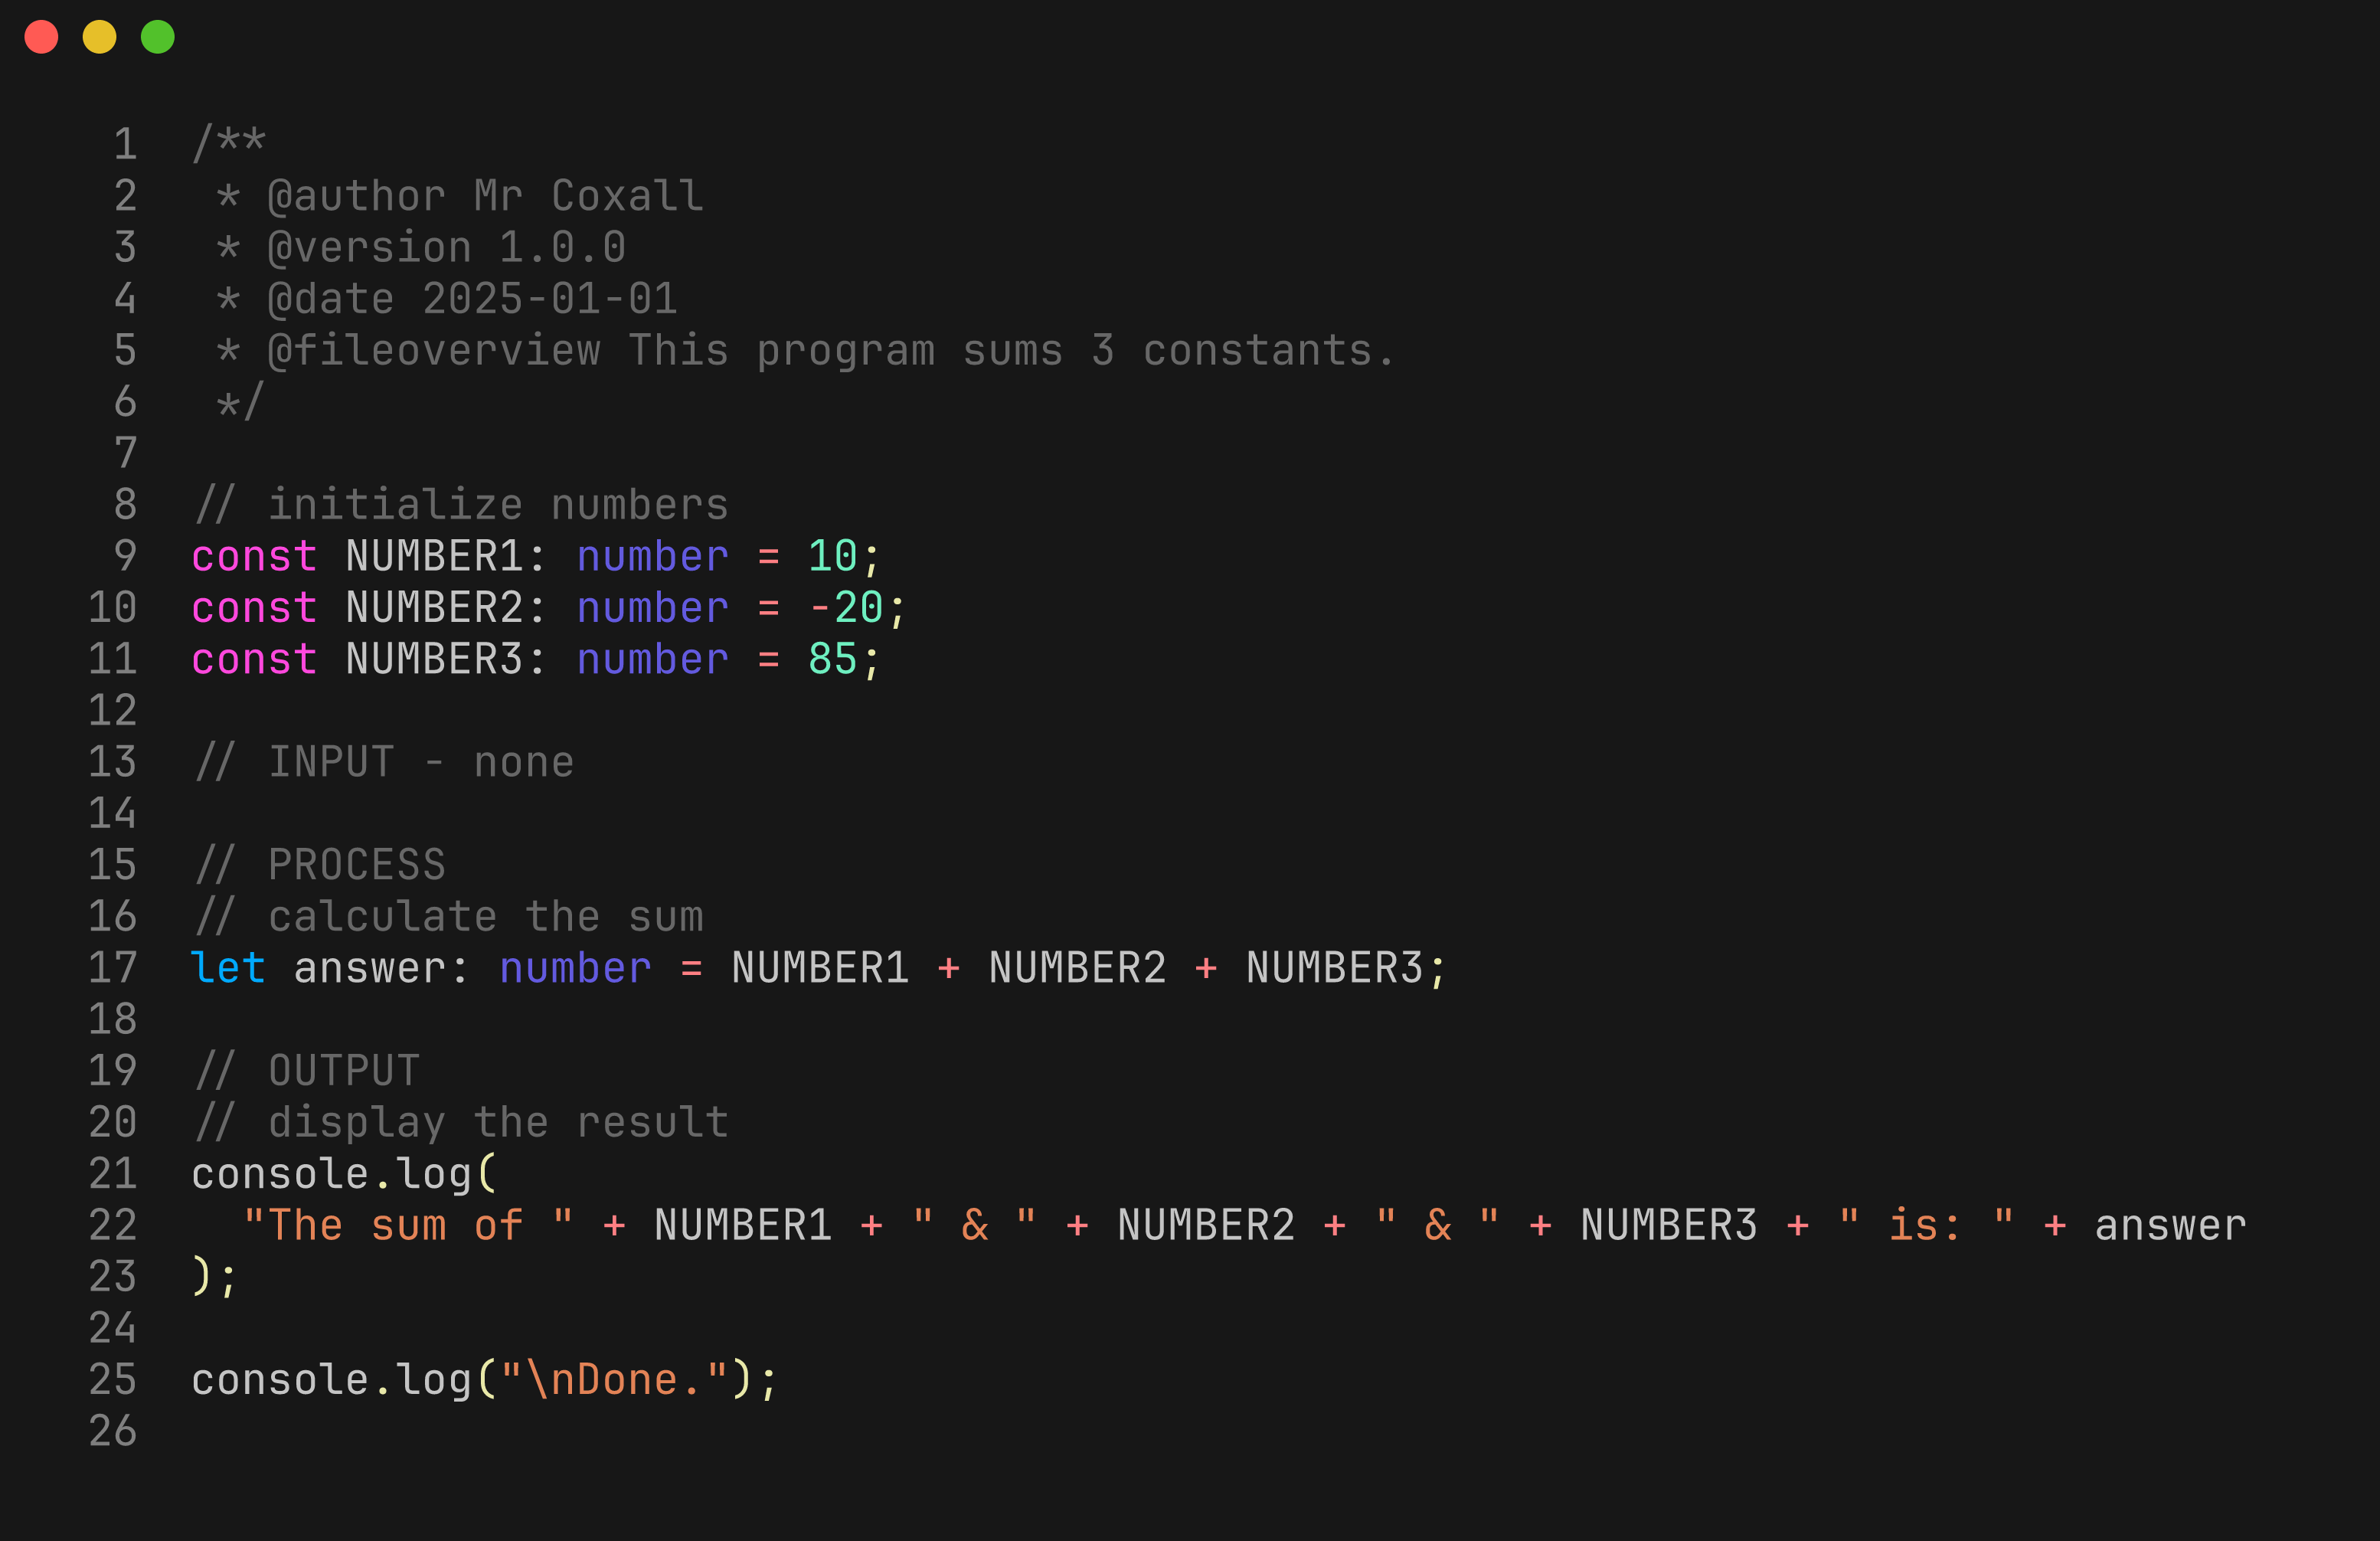 1 /**
2  * @author Mr Coxall
3  * @version 1.0.0
4  * @date 2025-01-01
5  * @fileoverview This program sums 3 constants.
6  */
7
8 // initialize numbers
9 const NUMBER1: number = 10;
10 const NUMBER2: number = -20;
11 const NUMBER3: number = 85;
12
13 // INPUT - none
14
15 // PROCESS
16 // calculate the sum
17 let answer: number = NUMBER1 + NUMBER2 + NUMBER3;
18
19 // OUTPUT
20 // display the result
21 console.log(
22   "The sum of " + NUMBER1 + " & " + NUMBER2 + " & " + NUMBER3 + " is: " + answer
23 );
24
25 console.log("\nDone.");
26